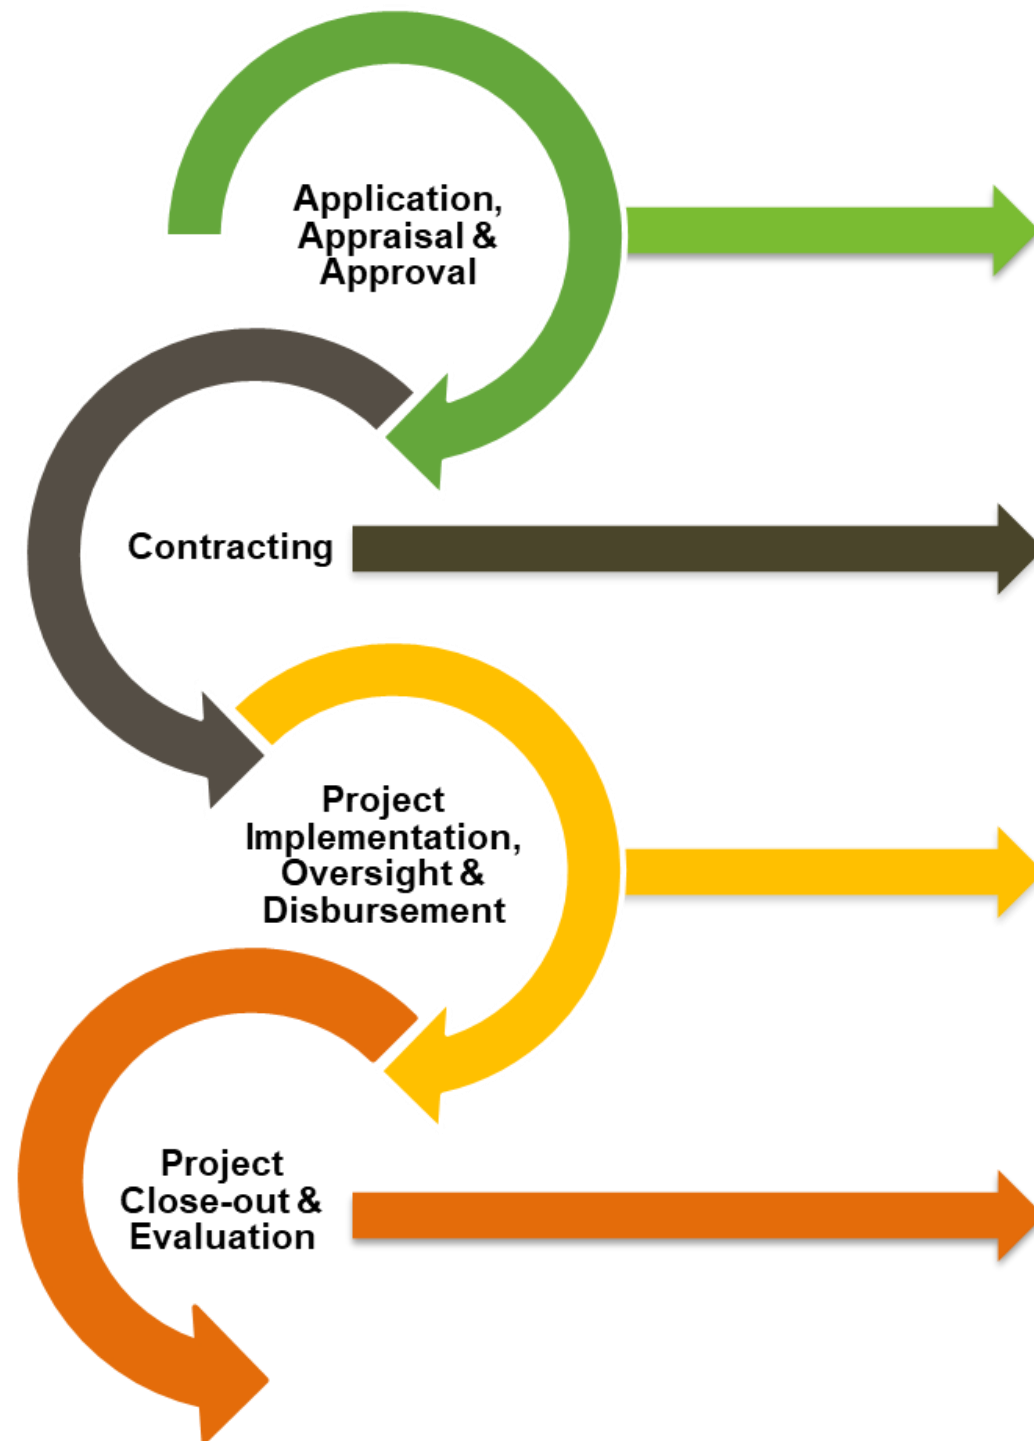 Application,
Appraisal &
Approval
Contracting
Project
Implementation,
Oversight &
Disbursement
Project
Close-out &
Evaluation